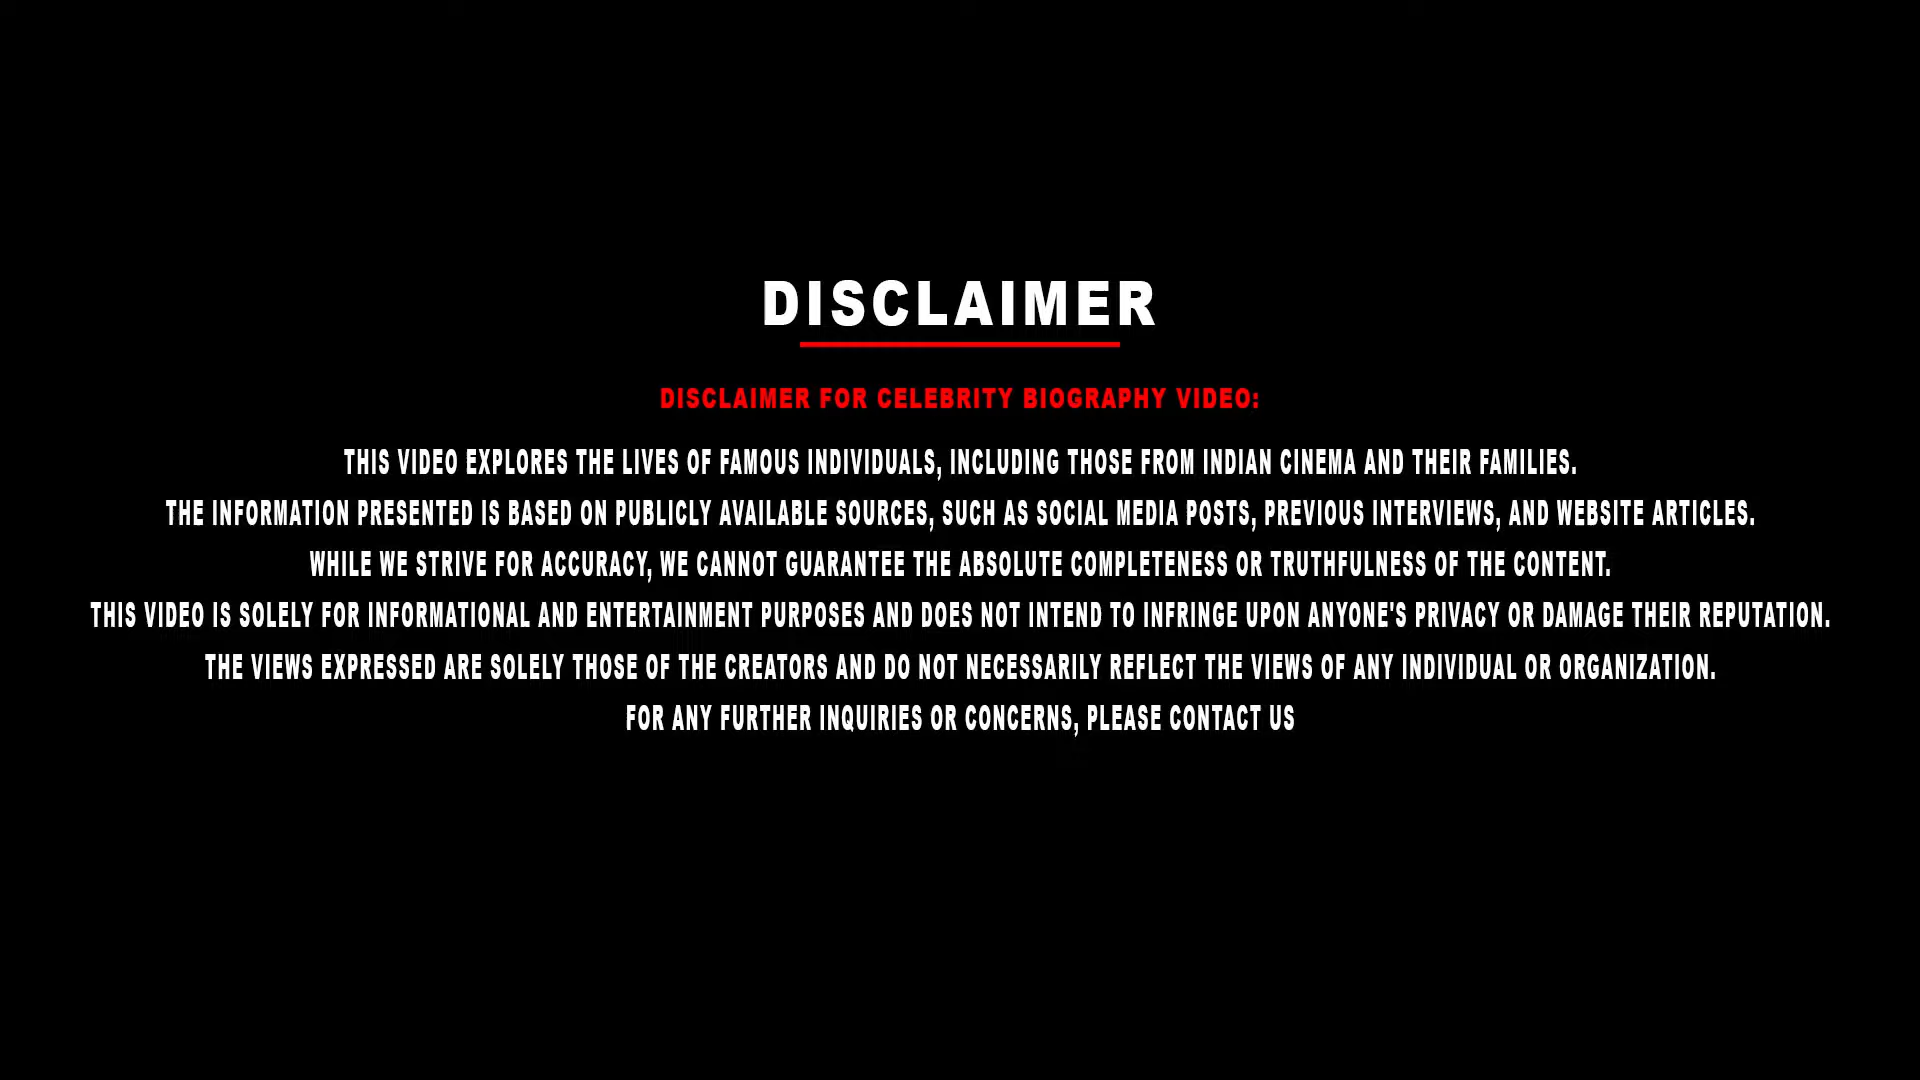 DISCLAIMER
DISCLAIMER FOR CELEBRITY BIOGRAPHY VIDEO:
THIS VIDEO EXPLORES THE LIVES OF FAMOUS INDIVIDUALS, INCLUDING THOSE FROM INDIAN CINEMA AND THEIR FAMILIES.
THE INFORMATION PRESENTED IS BASED ON PUBLICLY AVAILABLE SOURCES, SUCH AS SOCIAL MEDIA POSTS, PREVIOUS INTERVIEWS, AND WEBSITE ARTICLES.
WHILE WE STRIVE FOR ACCURACY, WE CANNOT GUARANTEE THE ABSOLUTE COMPLETENESS OR TRUTHFULNESS OF THE CONTENT.
THIS VIDEO IS SOLELY FOR INFORMATIONAL AND ENTERTAINMENT PURPOSES AND DOES NOT INTEND TO INFRINGE UPON ANYONE'S PRIVACY OR DAMAGE THEIR REPUTATION.
THE VIEWS EXPRESSED ARE SOLELY THOSE OF THE CREATORS AND DO NOT NECESSARILY REFLECT THE VIEWS OF ANY INDIVIDUAL OR ORGANIZATION.
FOR ANY FURTHER INQUIRIES OR CONCERNS, PLEASE CONTACT US